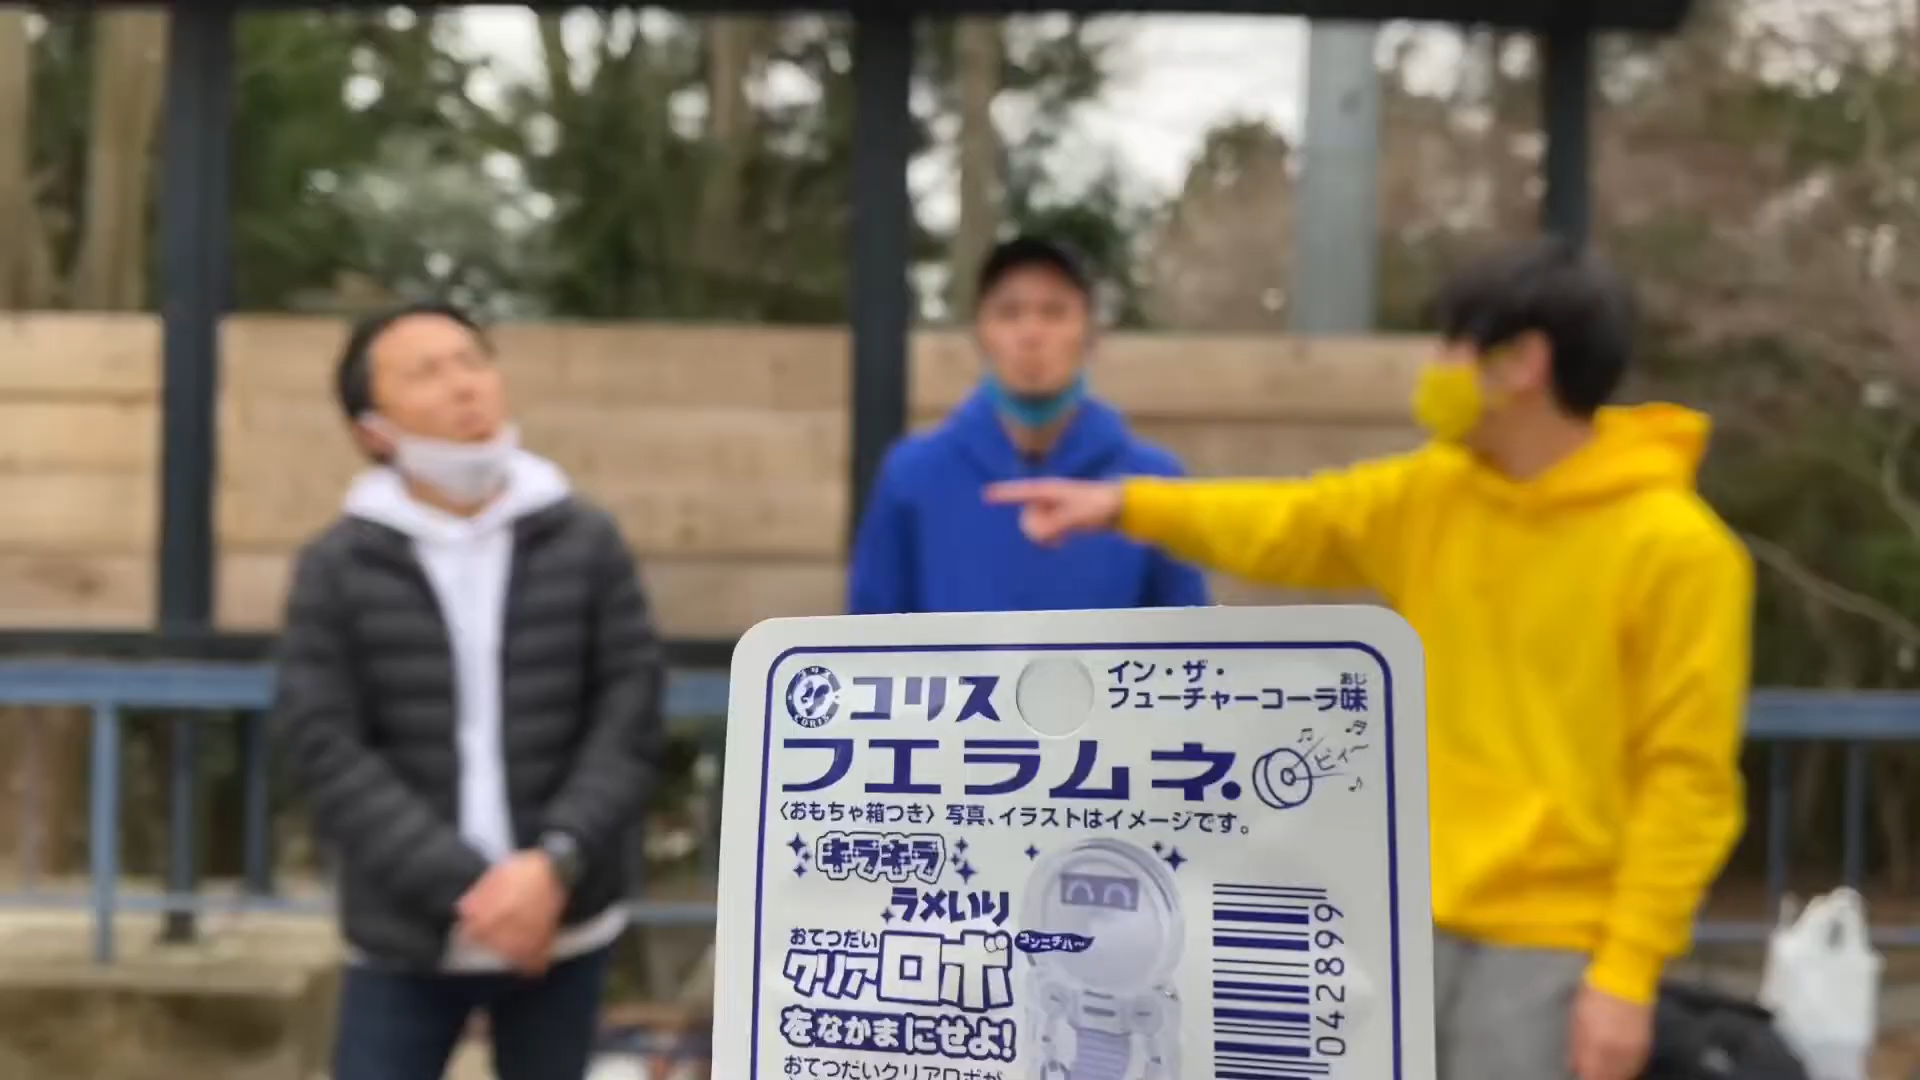 コリス
CORIS
イン・ザ・
フューチャーコーラ味
あじ
フエラムネ
ピィー
〈おもちゃ箱つき〉写真、イラストはイメージです。
キラキラ
ラメいり
おてつだい
クリアロボ
コンニチハ〜
をなかまにせよ!
おてつだいクリアロボが
042899